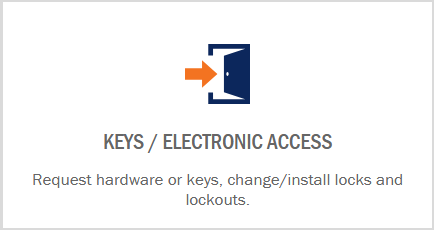 KEYS / ELECTRONIC ACCESS
Request hardware or keys, change/install locks and
lockouts.